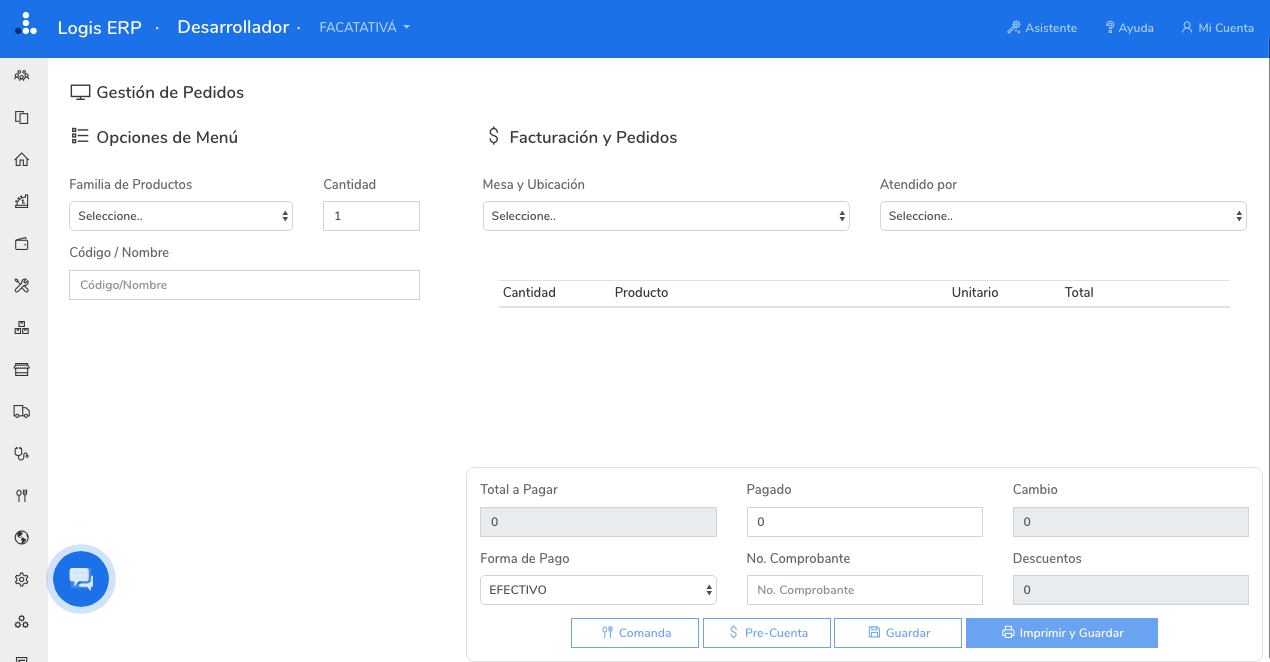 Logis ERP · Desarrollador · FACATATIVÁ Asistente Ayuda Mi Cuenta
Gestión de Pedidos
Opciones de Menú
Facturación y Pedidos
Familia de Productos Cantidad Mesa y Ubicación Atendido por
Seleccione.. 1 Seleccione.. Seleccione..
Código / Nombre
Código/Nombre
Cantidad Producto Unitario Total
Total a Pagar Pagado Cambio
0 0 0
Forma de Pago No. Comprobante Descuentos
EFECTIVO No. Comprobante 0
Comanda $ Pre-Cuenta Guardar Imprimir y Guardar